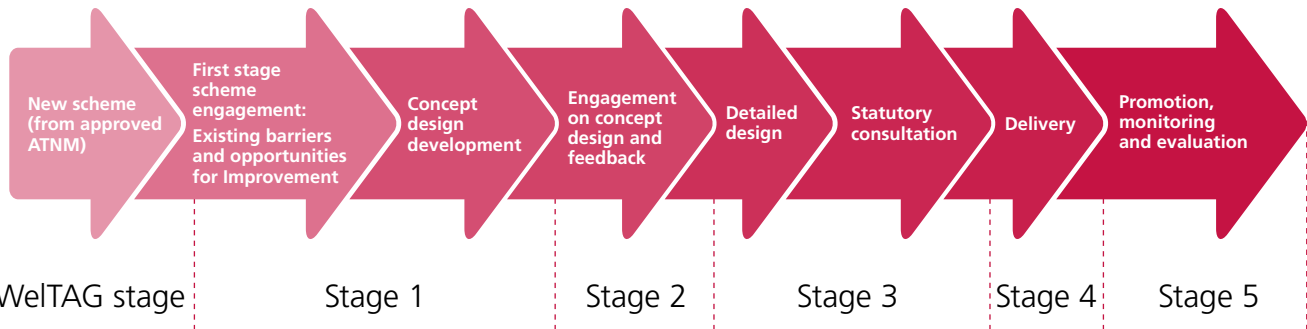 New scheme
(from approved
ATNM)
First stage
scheme
engagement:
Existing barriers
and opportunities
for Improvement
Concept
design
development
Engagement
on concept
design and
feedback
Detailed
design
Statutory
consultation
Delivery
Promotion,
monitoring
and evaluation
WelTAG stage
Stage 1
Stage 2
Stage 3
Stage 4
Stage 5